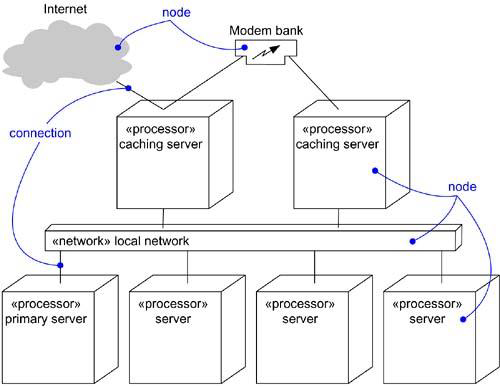 Internet
node
Modem bank
connection
«processor»
caching server
«processor»
caching server
node
«network» local network
«processor»
primary server
«processor»
server
«processor»
server
«processor»
server